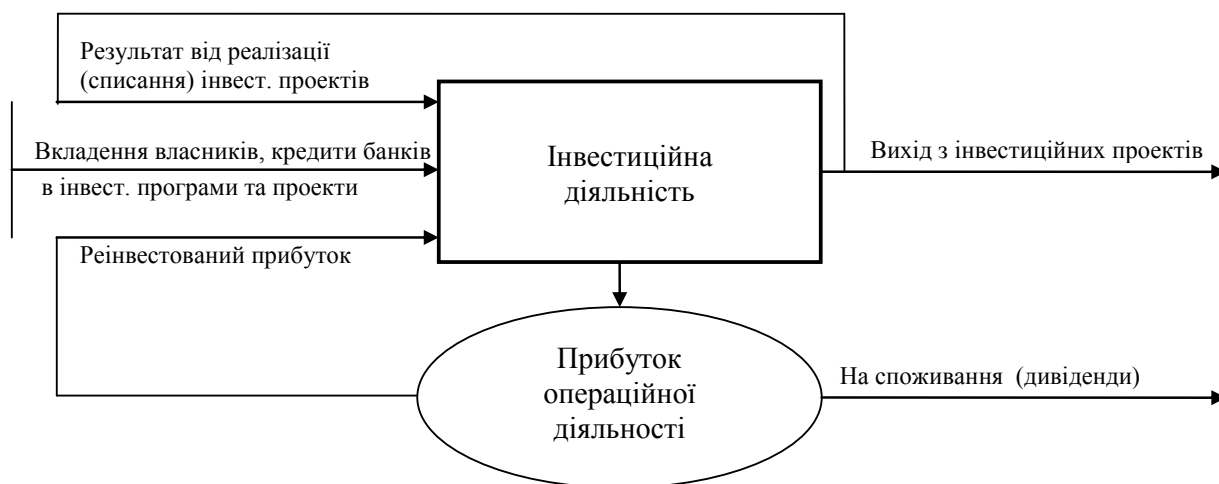 Результат від реалізації
(списання) інвест. проектів
Вкладення власників, кредити банків
в інвест. програми та проекти
Реінвестований прибуток
Інвестиційна
діяльність
Вихід з інвестиційних проектів
Прибуток
операційної
діяльності
На споживання (дивіденди)